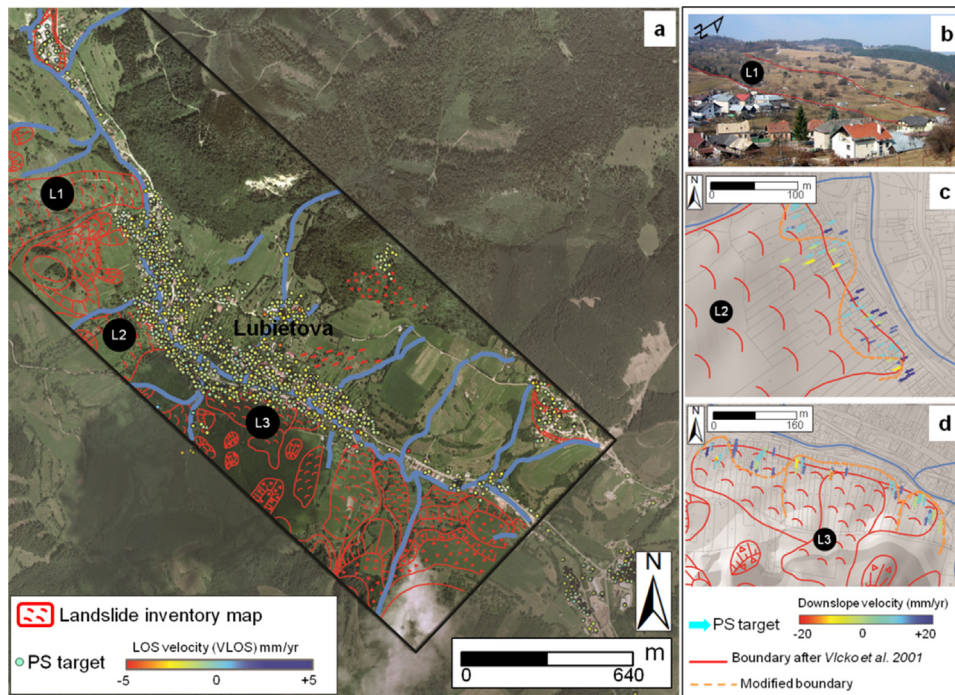 a
L1
L2
Lubietova
L3
N
Landslide inventory map
PS target
LOS velocity (VLOS) mm/yr
-5
+5
m
0
640
b
N
L1
c
N
m
0
100
L2
d
N
m
0
160
L3
PS target
Downslope velocity (mm/yr)
-20
0
+20
Boundary after Vlcko et al. 2001
Modified boundary